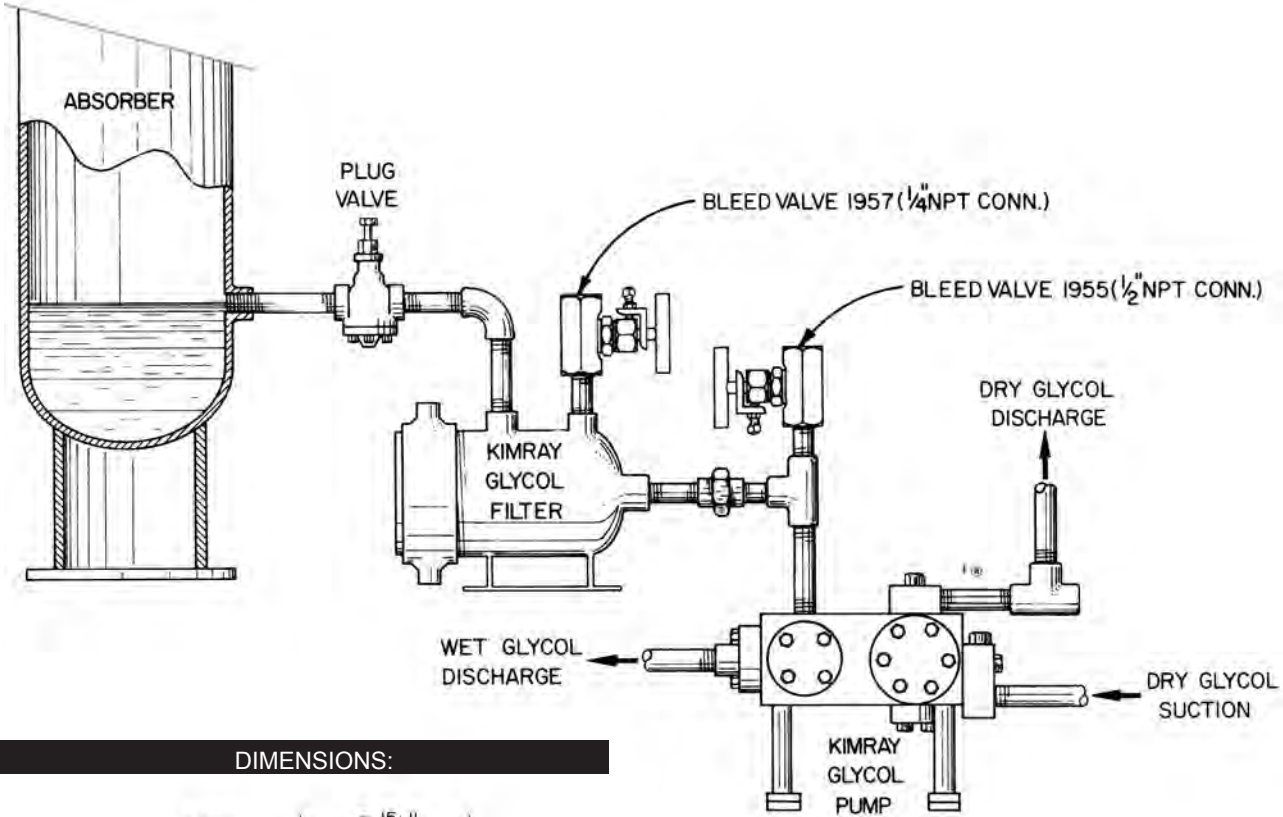 ABSORBER
PLUG
VALVE
BLEED VALVE 1957 (1/4" NPT CONN.)
BLEED VALVE 1955 (1/2" NPT CONN.)
DRY GLYCOL
DISCHARGE
KIMRAY
GLYCOL
FILTER
WET GLYCOL
DISCHARGE
DRY GLYCOL
SUCTION
KIMRAY
GLYCOL
PUMP
DIMENSIONS: